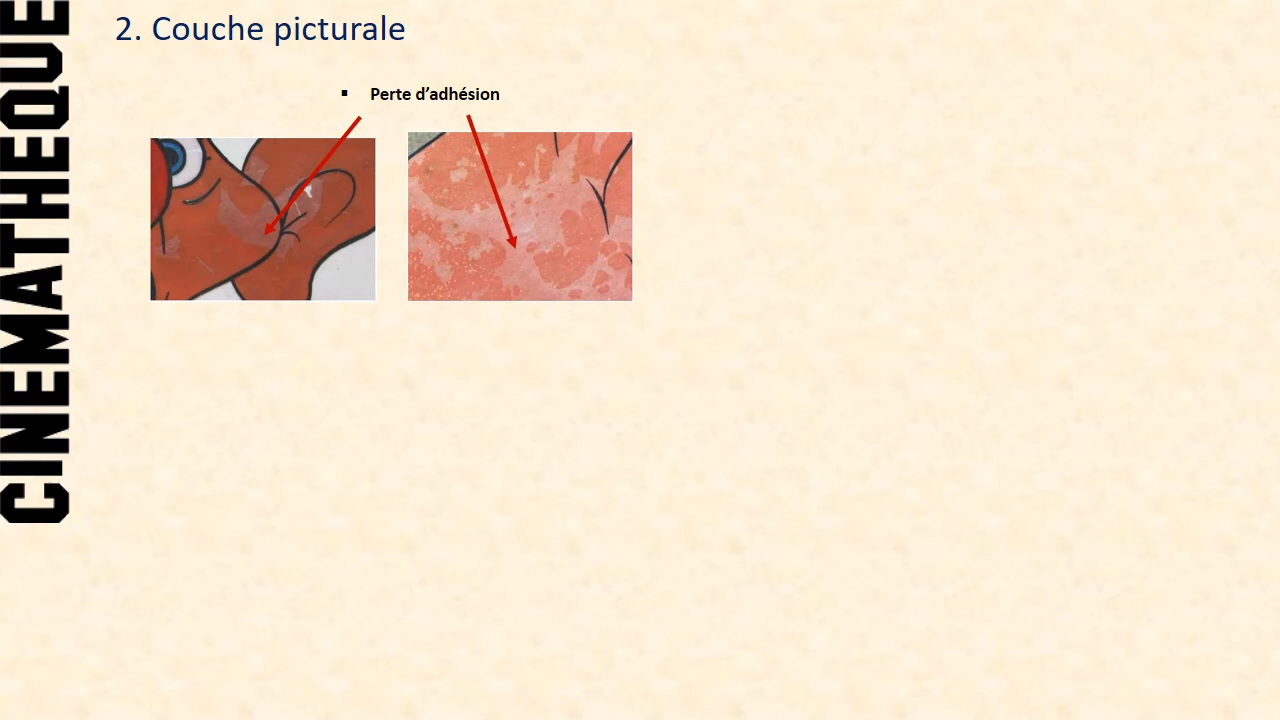 2. Couche picturale
▪ Perte d’adhésion
CINEMATHEQUE